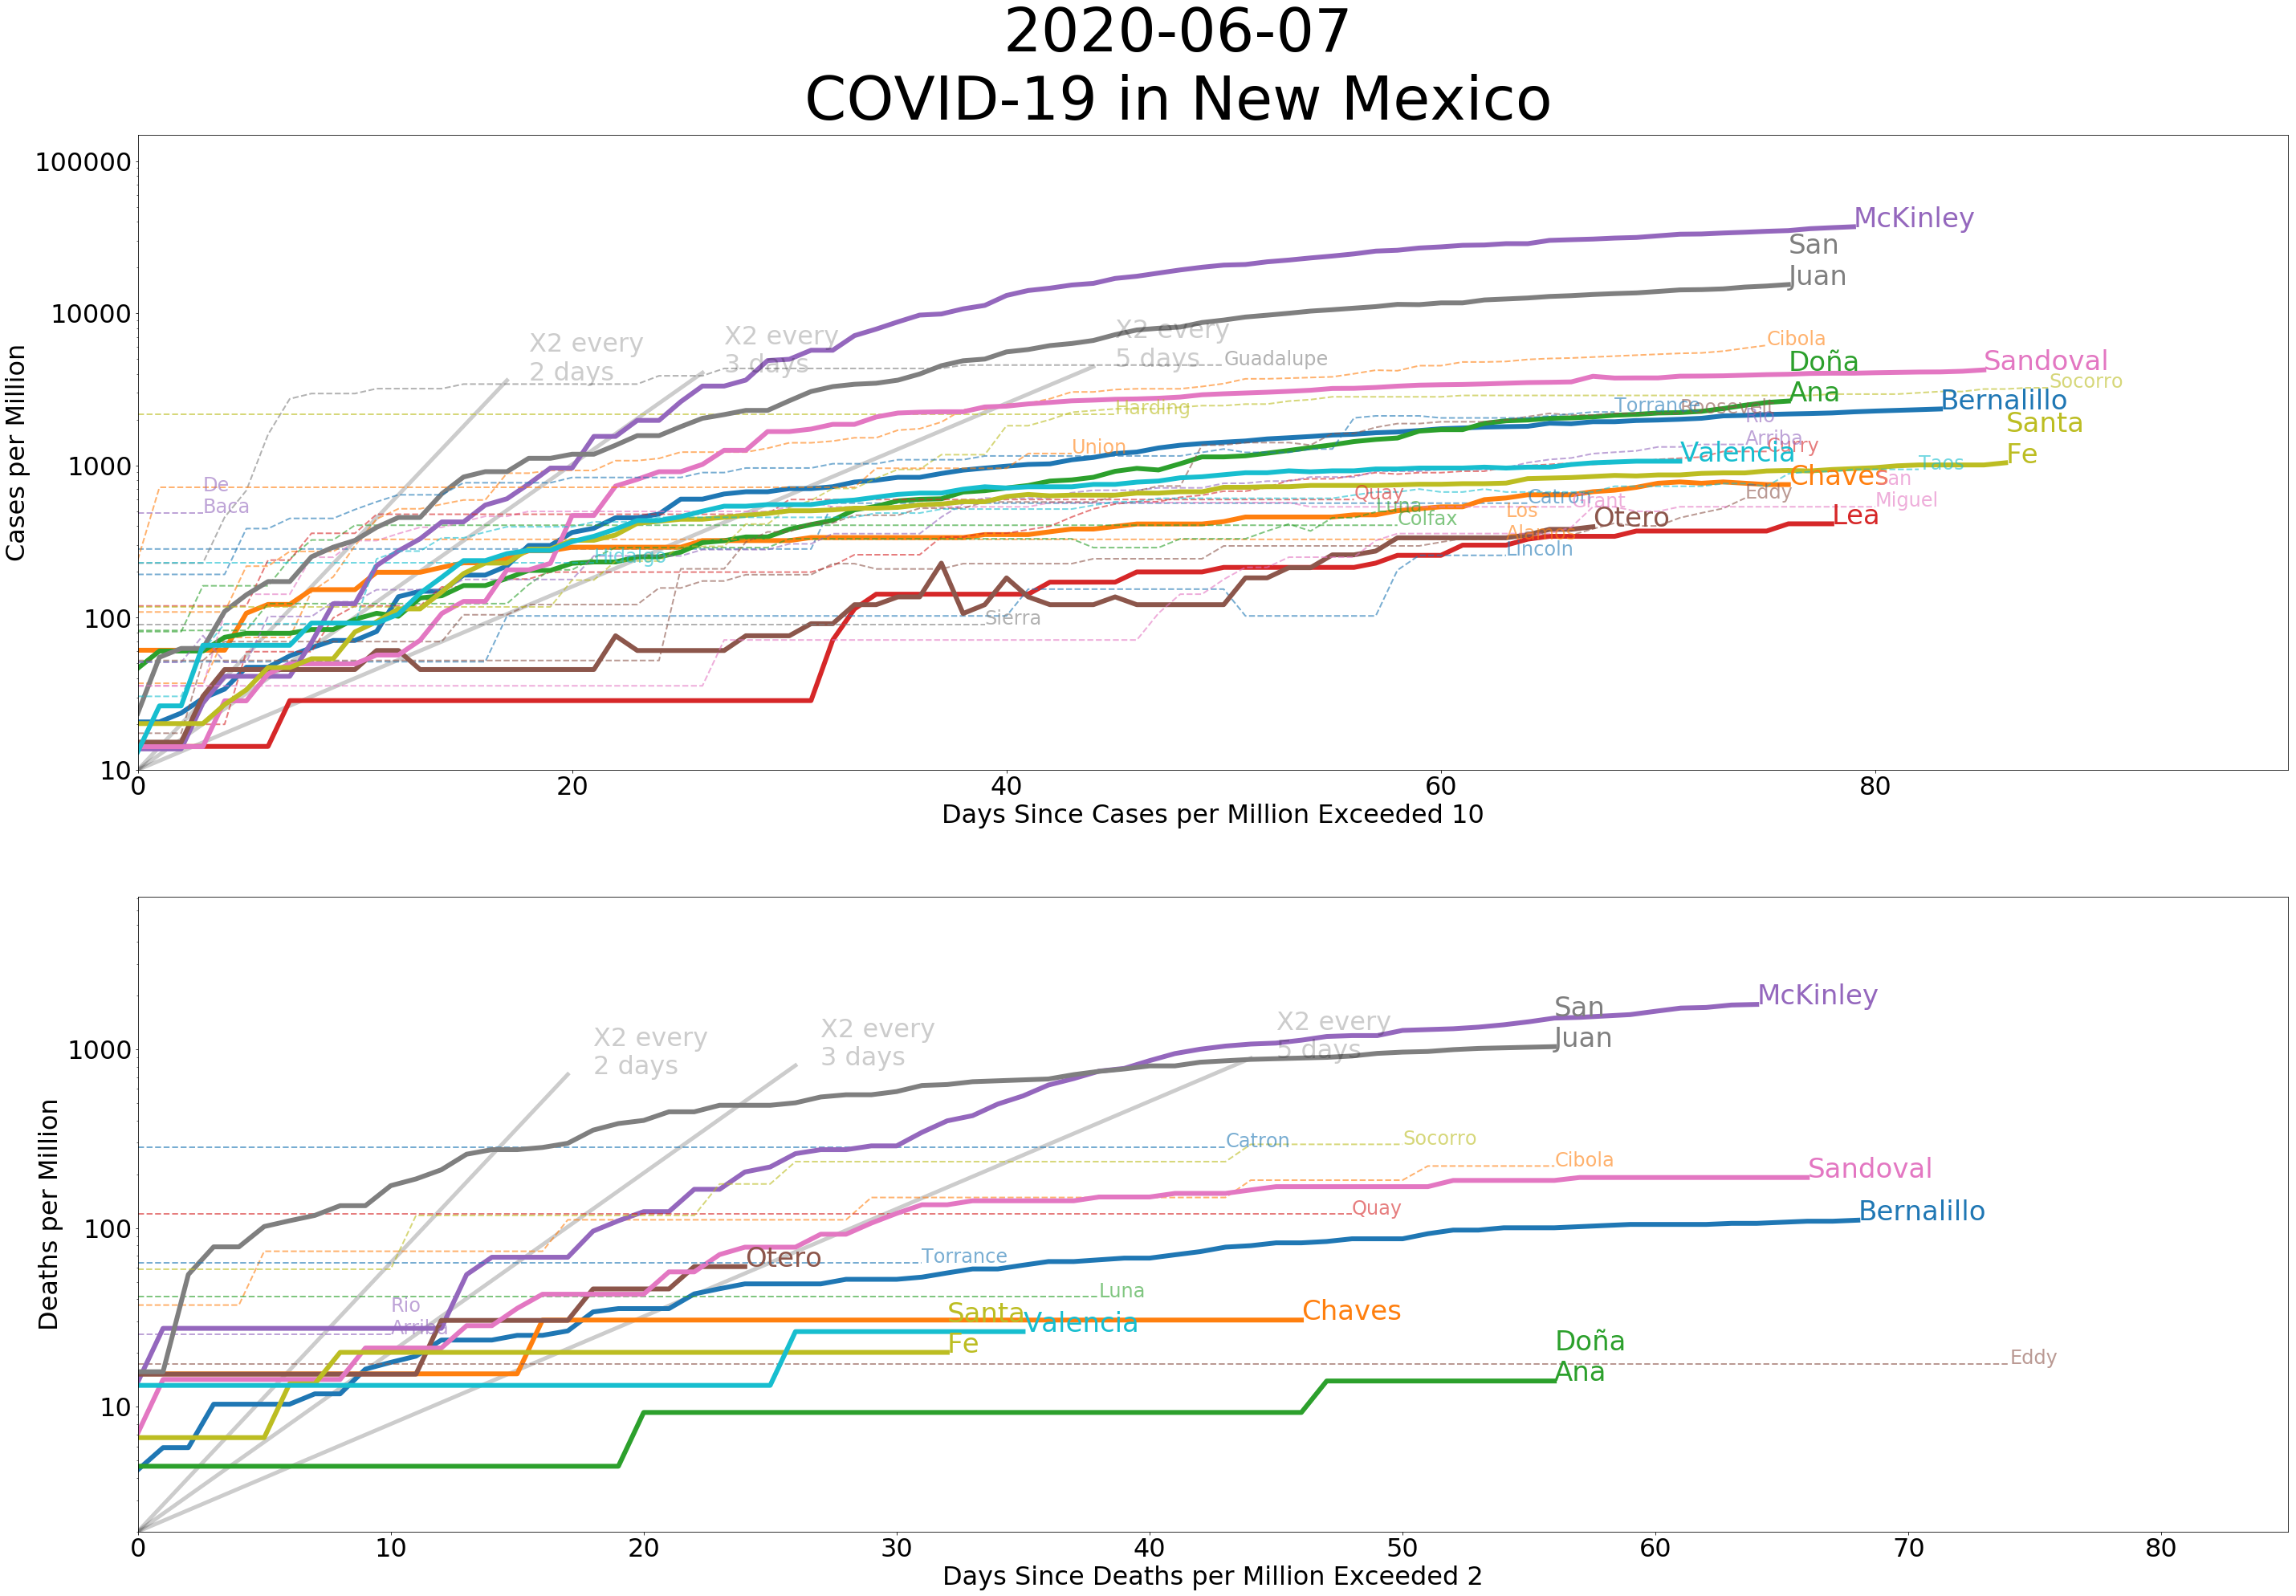 2020-06-07
COVID-19 in New Mexico
100000
10000
1000
100
10
Cases per Million
McKinley
San
Juan
X2 every
2 days
X2 every
3 days
X2 every
5 days
Guadalupe
Cibola
Doña
Ana
Sandoval
Socorro
Harding
Torrance
Roosevelt
Bernalillo
Rio
Arriba
Santa
Fe
Union
Curry
Valencia
Taos
De
Baca
Chaves
San
Miguel
Quay
Eddy
Catron
Grant
Luna
Los
Alamos
Colfax
Otero
Lea
Hidalgo
Lincoln
Sierra
0
20
40
60
80
Days Since Cases per Million Exceeded 10
1000
100
10
Deaths per Million
McKinley
San
Juan
X2 every
2 days
X2 every
3 days
X2 every
5 days
Catron
Socorro
Cibola
Sandoval
Quay
Bernalillo
Otero
Torrance
Luna
Rio
Arriba
Santa
Fe
Valencia
Chaves
Doña
Ana
Eddy
0
10
20
30
40
50
60
70
80
Days Since Deaths per Million Exceeded 2